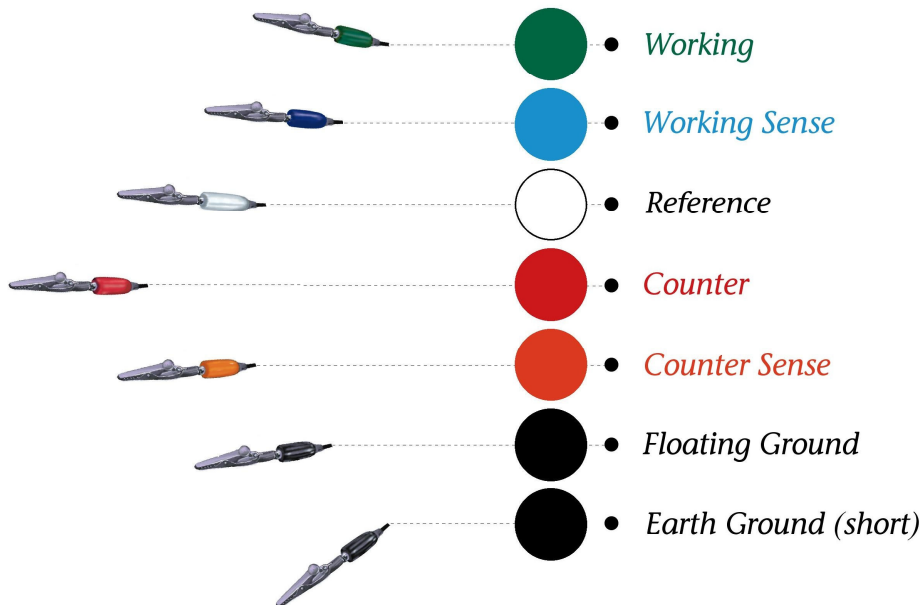 Working
Working Sense
Reference
Counter
Counter Sense
Floating Ground
Earth Ground (short)